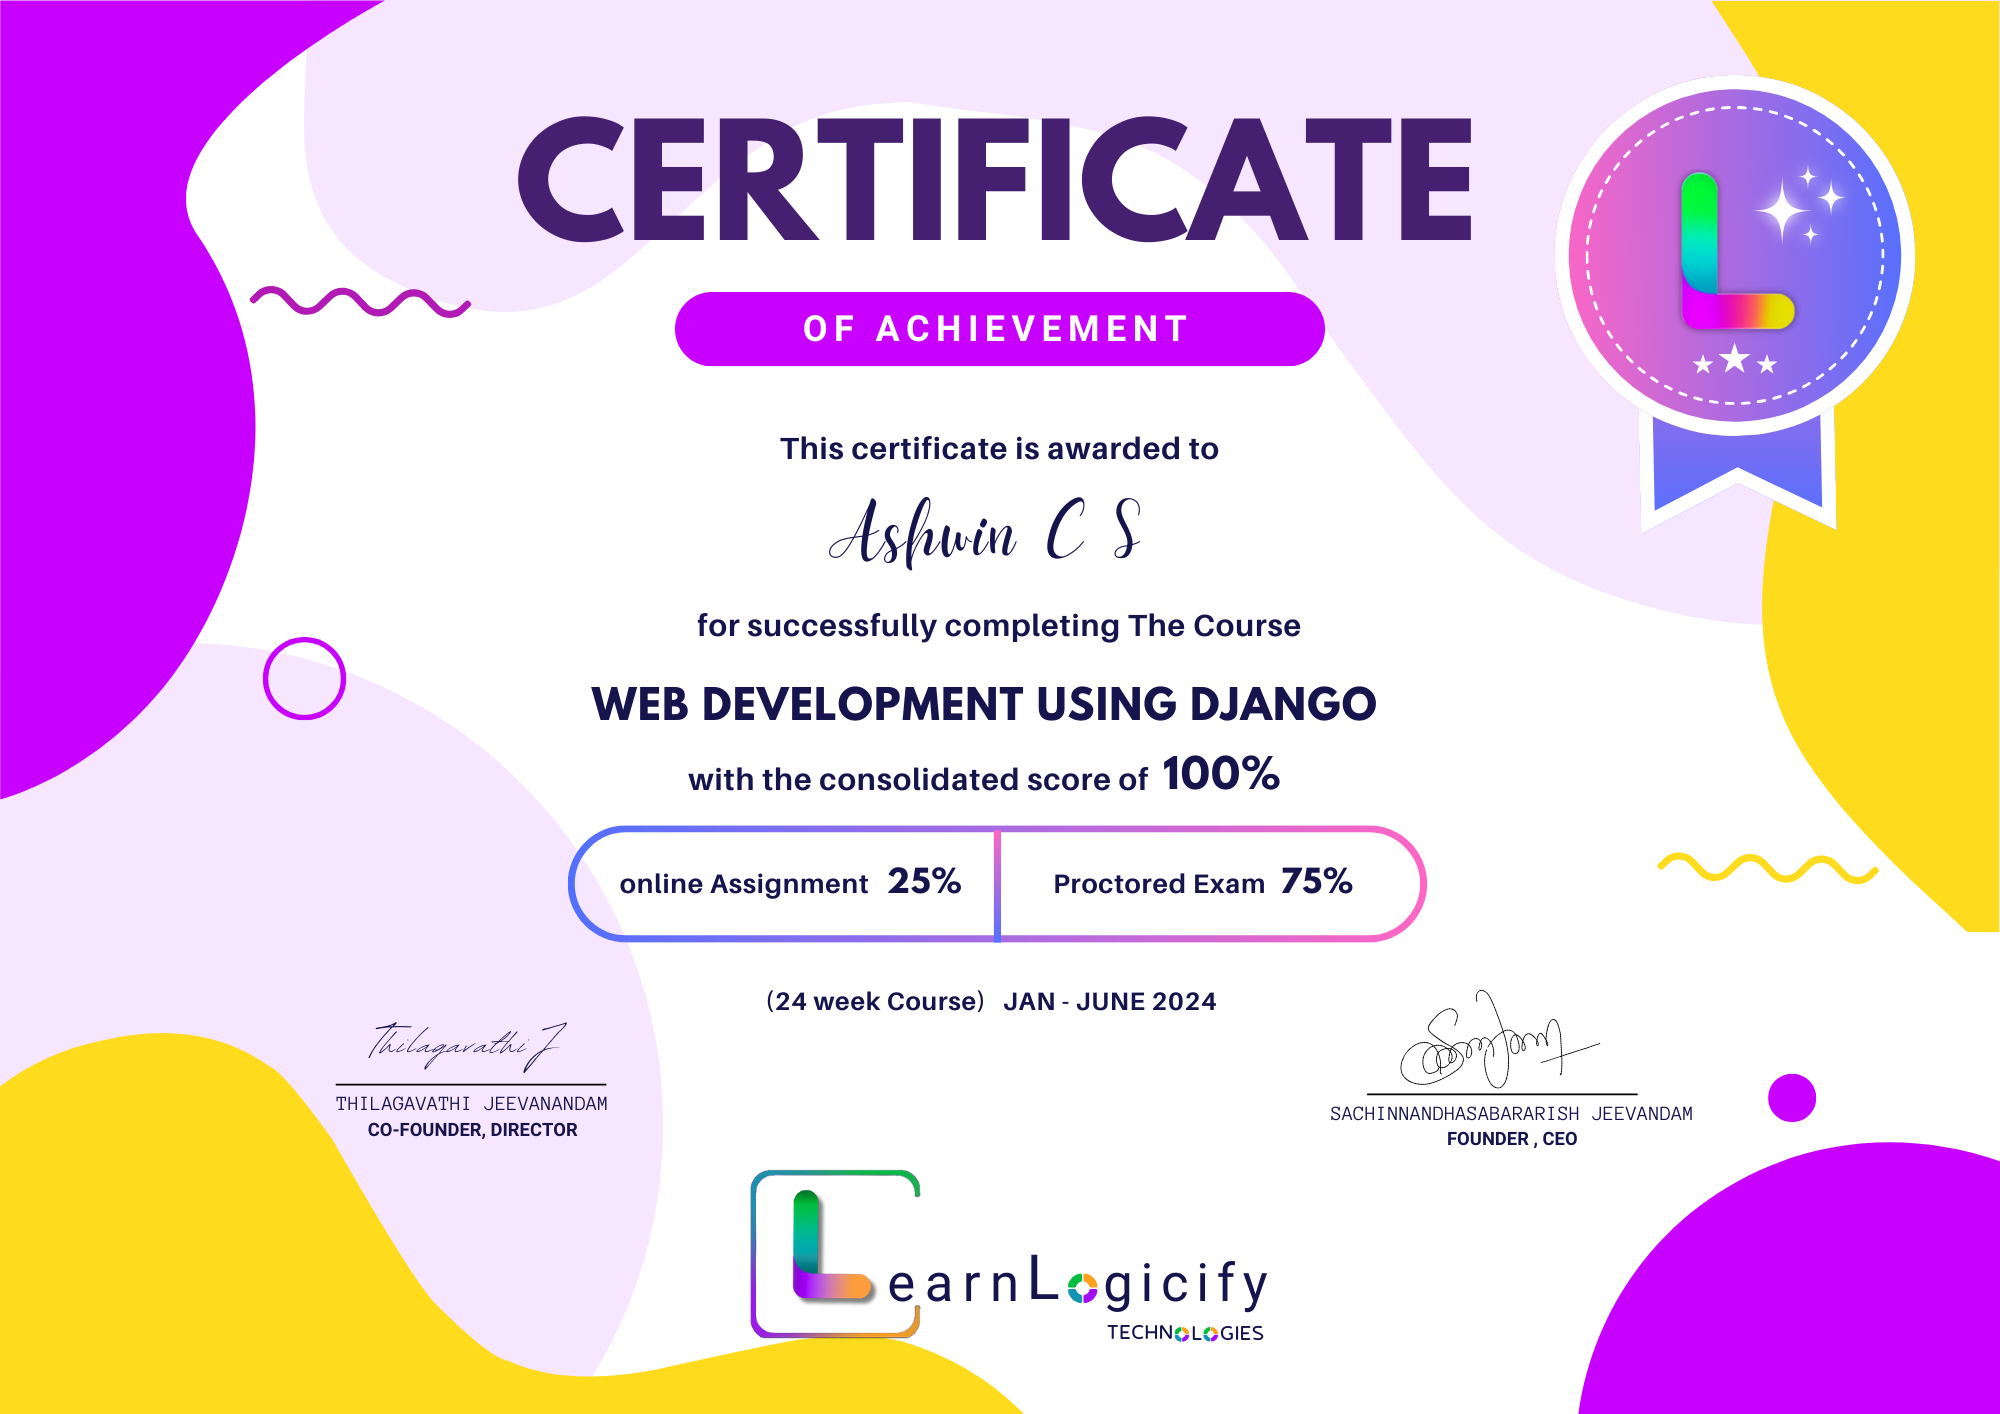 CERTIFICATE
OF ACHIEVEMENT
This certificate is awarded to
Ashwin C S
for successfully completing The Course
WEB DEVELOPMENT USING DJANGO
with the consolidated score of 100%
online Assignment 25% Proctored Exam 75%
(24 week Course) JAN - JUNE 2024
Thilagavathi J
THILAGAVATHI JEEVANANDAM
CO-FOUNDER, DIRECTOR
SACHINNANDHASABARARISH JEEVANDAM
FOUNDER , CEO
LearnLogicify
TECHNOLOGIES